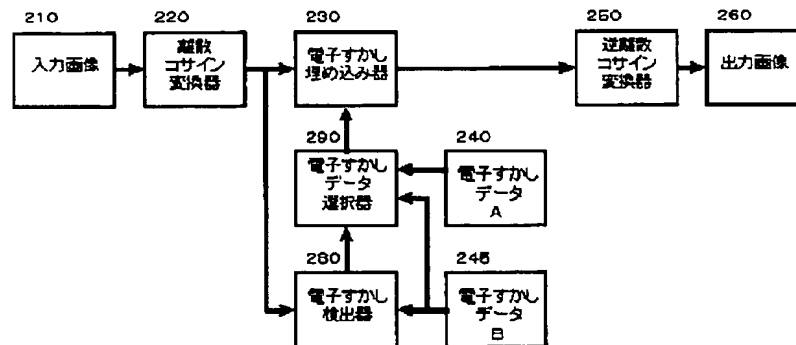 210
入力画像
220
離散
コサイン
変換器
230
電子すかし
埋め込み器
250
逆離散
コサイン
変換器
260
出力画像
290
電子すかし
データ
選択器
240
電子すかし
データ
A
280
電子すかし
検出器
245
電子すかし
データ
B